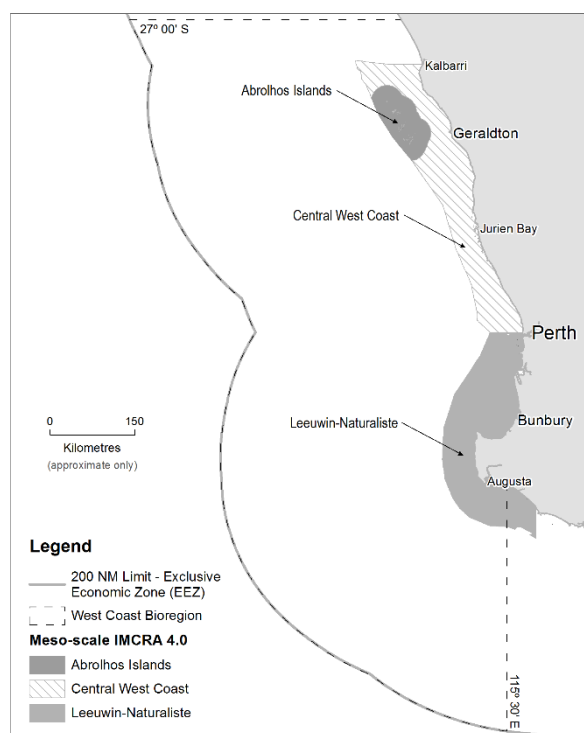 27º 00' S
Kalbarri
Abrolhos Islands
Geraldton
Central West Coast
Jurien Bay
Perth
0 150
Kilometres
(approximate only)
Leeuwin-Naturaliste
Bunbury
Augusta
Legend
200 NM Limit - Exclusive
Economic Zone (EEZ)
West Coast Bioregion
Meso-scale IMCRA 4.0
Abrolhos Islands
Central West Coast
Leeuwin-Naturaliste
115º 30' E